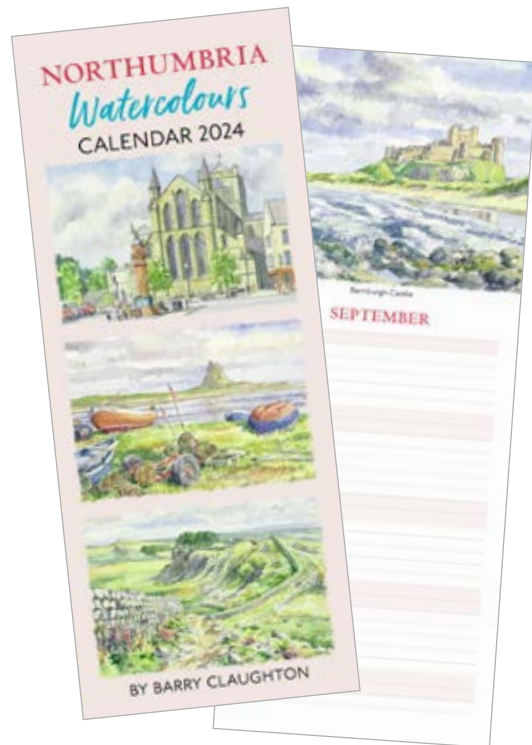 NORTHUMBRIA
Watercolours
CALENDAR 2024
BY BARRY CLAUGHTON
Bamburgh Castle
SEPTEMBER